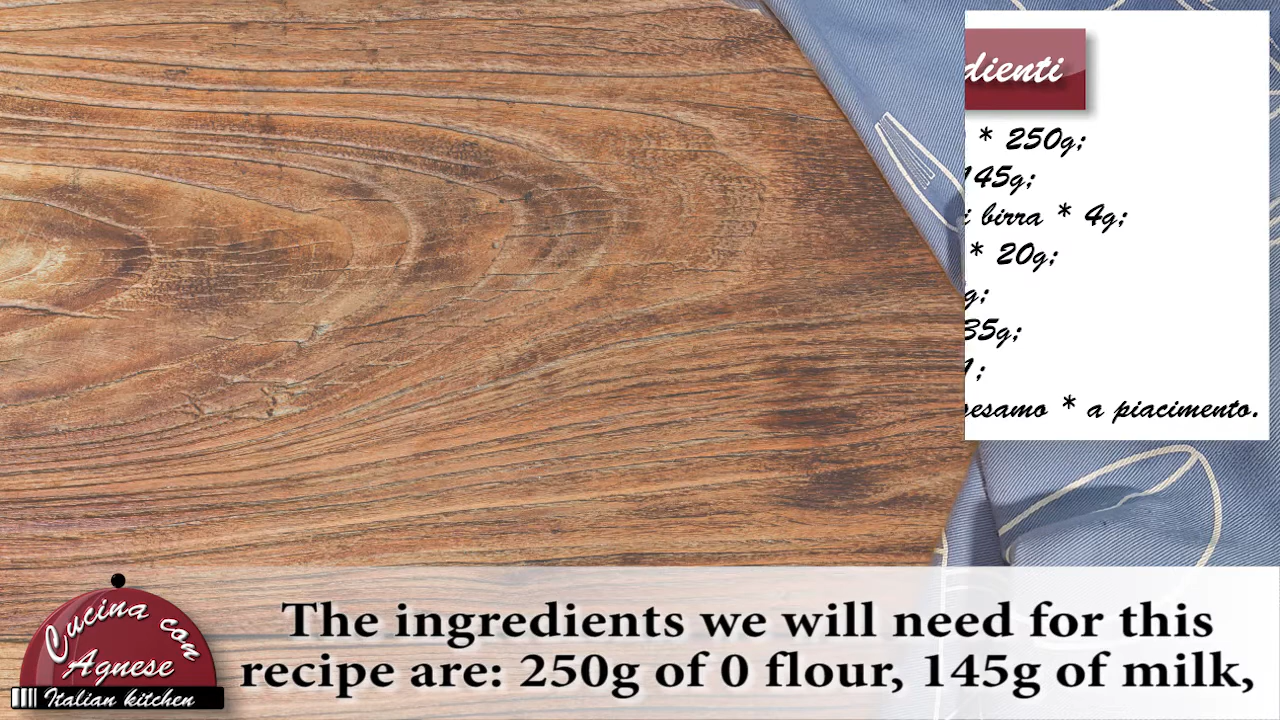 dienti
* 250g;
145g;
i birra * 4g;
* 20g;
g;
35g;
1;
sesamo * a piacimento.
The ingredients we will need for this
recipe are: 250g of 0 flour, 145g of milk,
Cucina con
Agnese
Italian kitchen